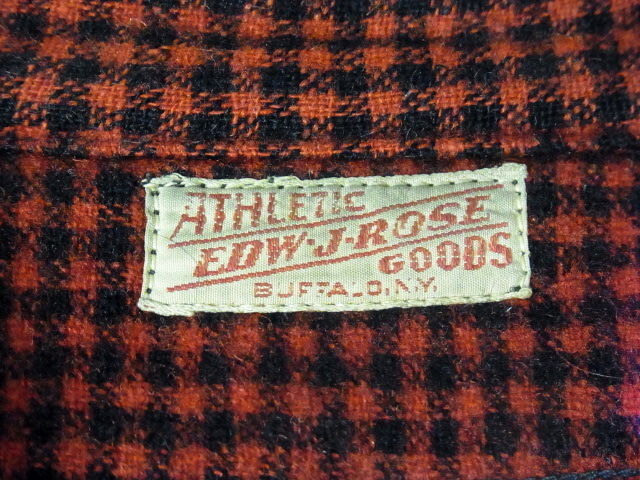 ATHLETIC
EDW·J·ROSE
GOODS
BUFFALO, N.Y.